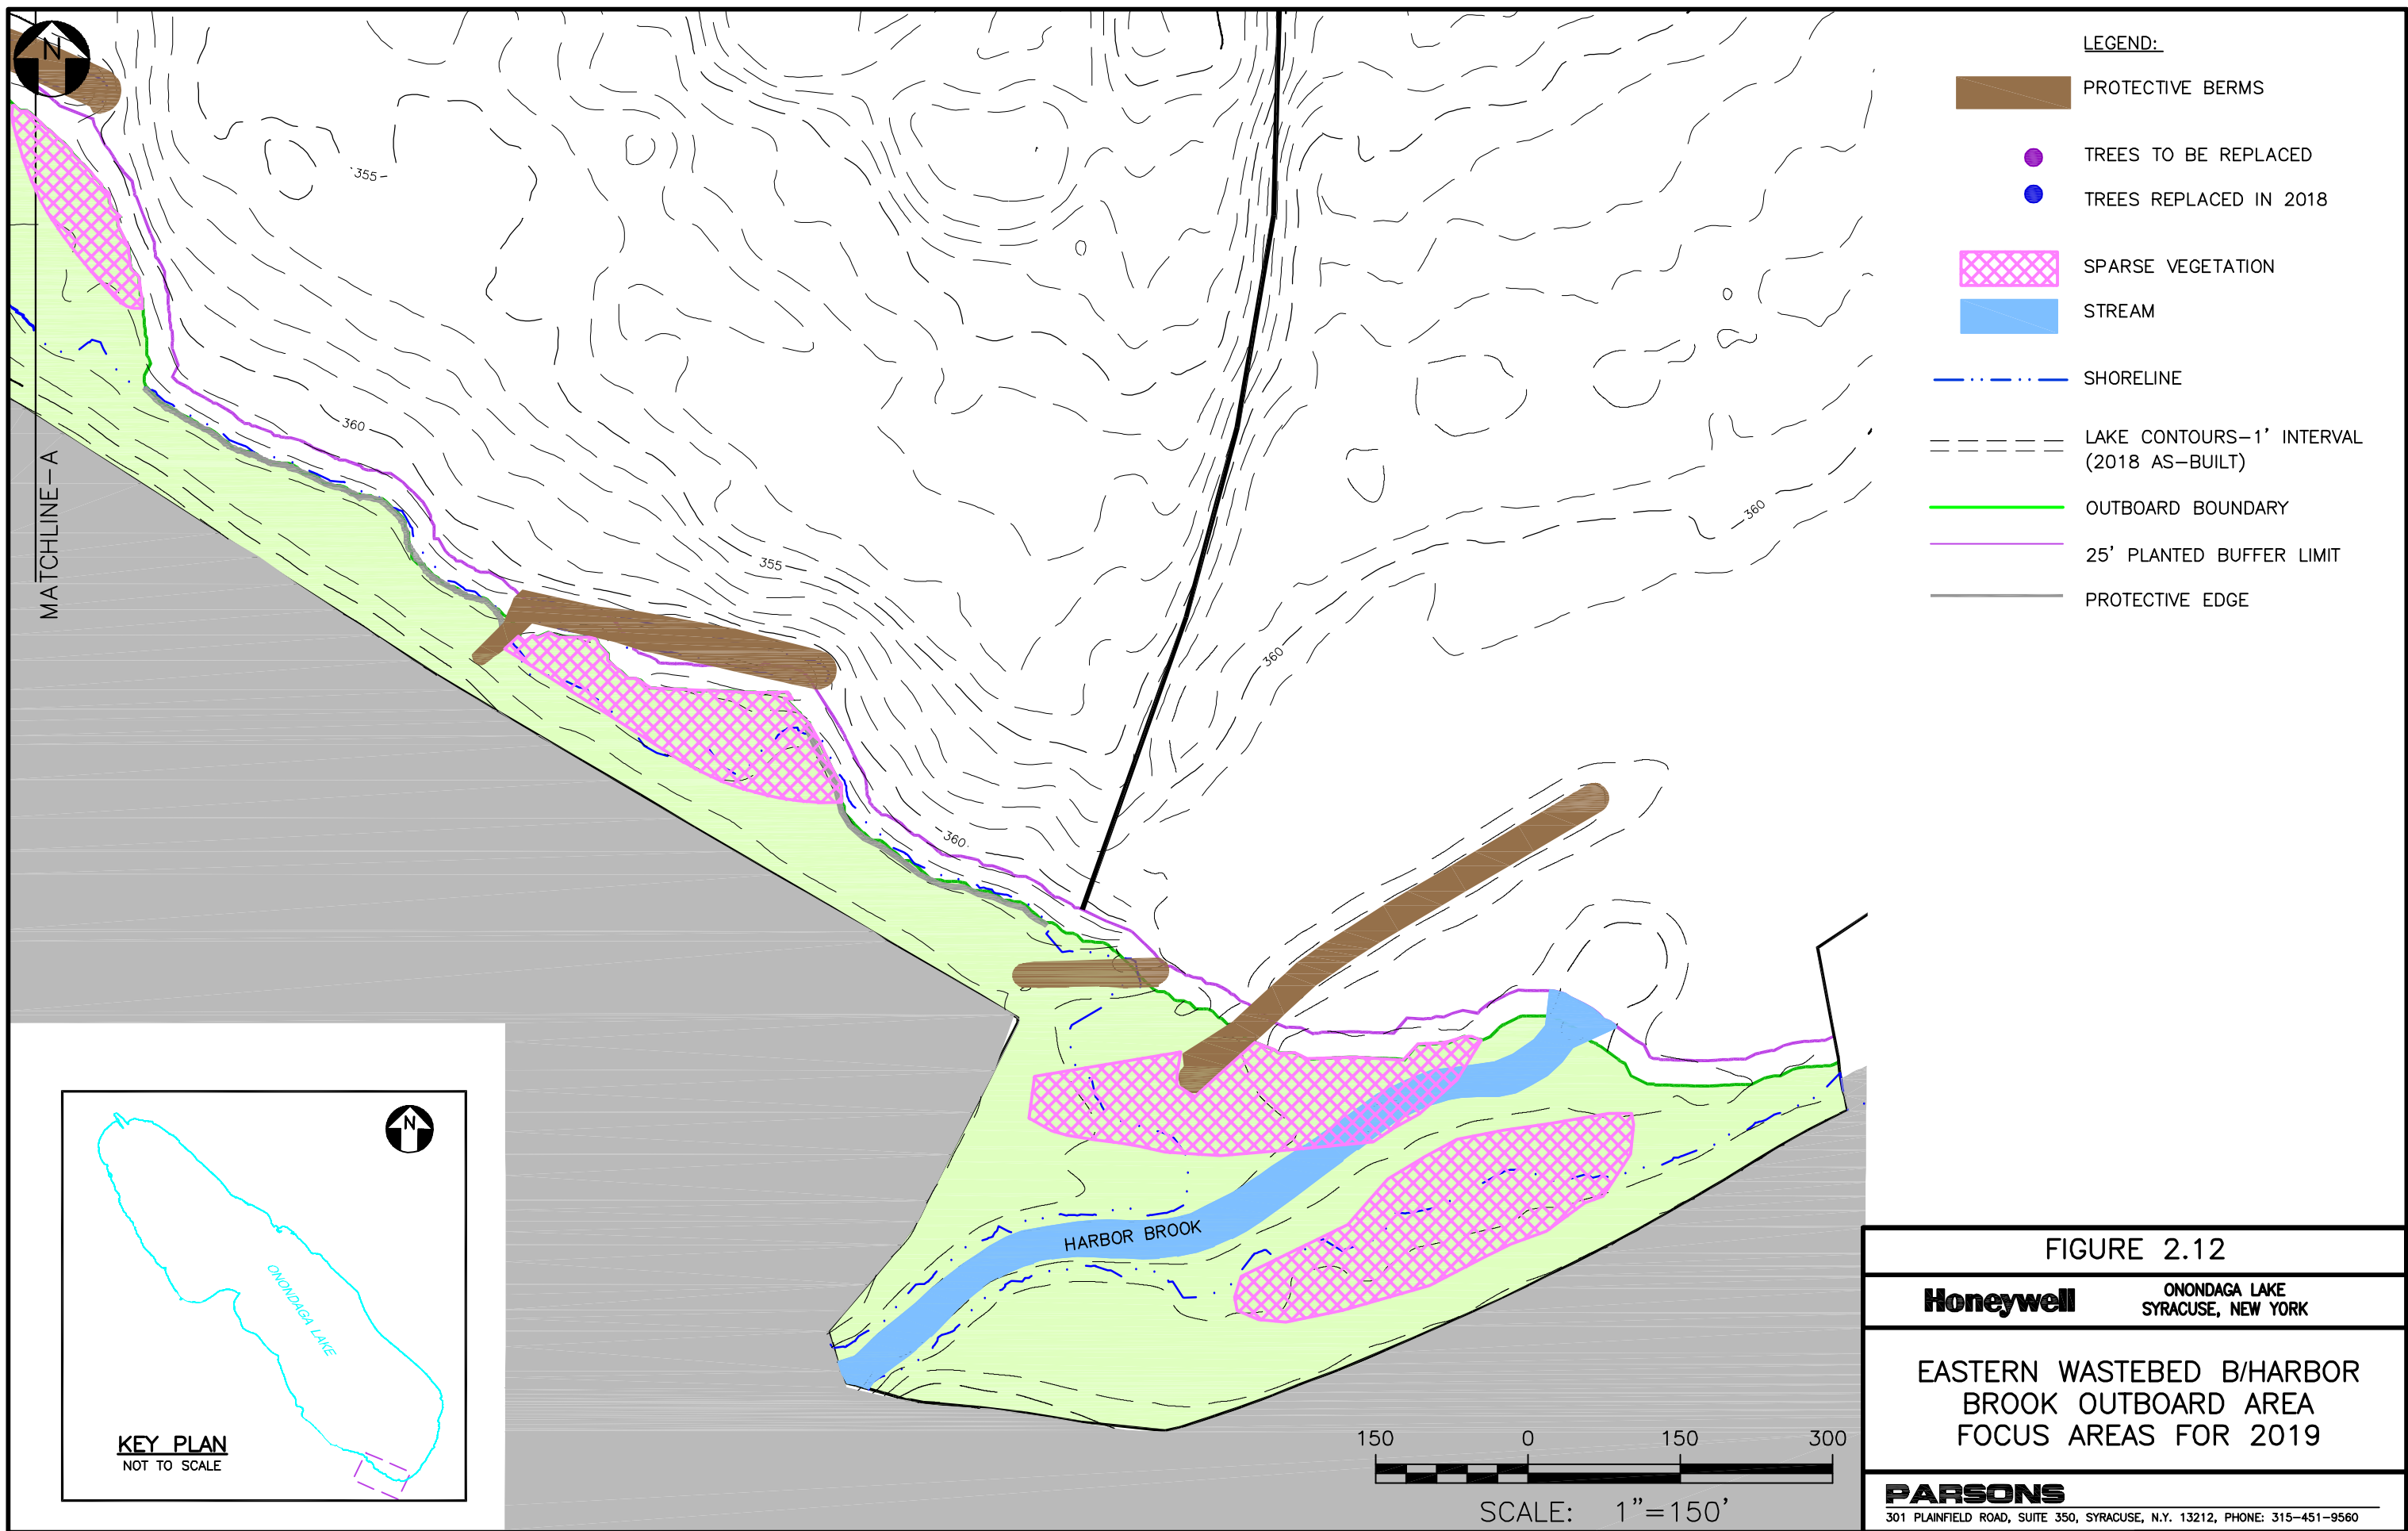 N
MATCHLINE-A
355
360
355
360
360
360
HARBOR BROOK
LEGEND:
PROTECTIVE BERMS
TREES TO BE REPLACED
TREES REPLACED IN 2018
SPARSE VEGETATION
STREAM
SHORELINE
LAKE CONTOURS-1' INTERVAL
(2018 AS-BUILT)
OUTBOARD BOUNDARY
25' PLANTED BUFFER LIMIT
PROTECTIVE EDGE
N
ONONDAGA LAKE
KEY PLAN
NOT TO SCALE
150 0 150 300
SCALE: 1"=150'
FIGURE 2.12
Honeywell
ONONDAGA LAKE
SYRACUSE, NEW YORK
EASTERN WASTEBED B/HARBOR
BROOK OUTBOARD AREA
FOCUS AREAS FOR 2019
PARSONS
301 PLAINFIELD ROAD, SUITE 350, SYRACUSE, N.Y. 13212, PHONE: 315-451-9560